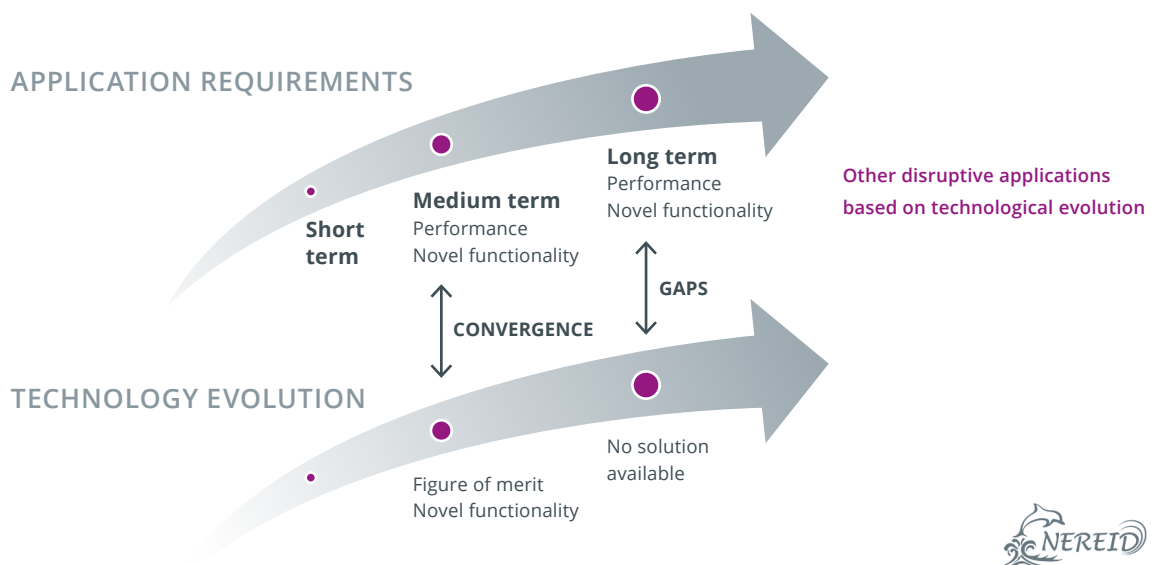 APPLICATION REQUIREMENTS
Short
term
Medium term
Performance
Novel functionality
Long term
Performance
Novel functionality
Other disruptive applications
based on technological evolution
CONVERGENCE
GAPS
TECHNOLOGY EVOLUTION
Figure of merit
Novel functionality
No solution
available
NEREID